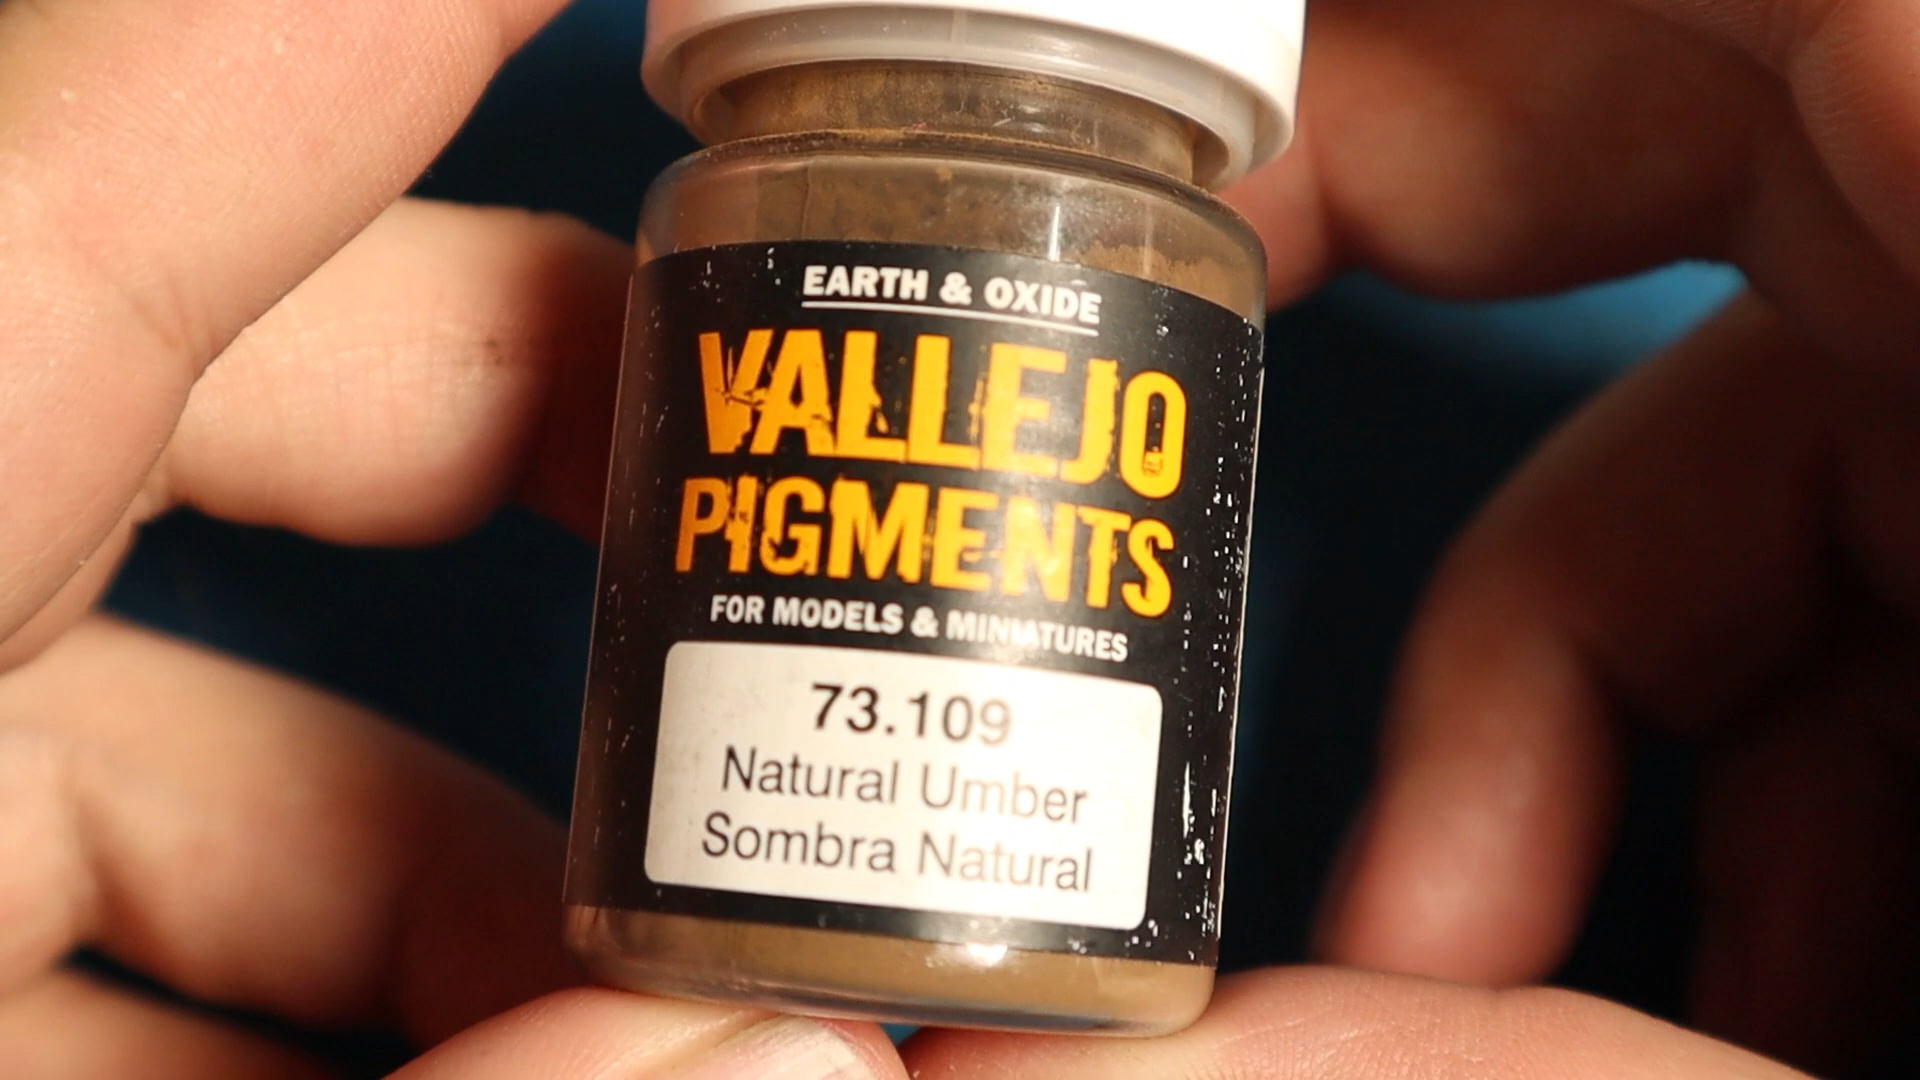 EARTH & OXIDE
VALLEJO
PIGMENTS
FOR MODELS & MINIATURES
73.109
Natural Umber
Sombra Natural